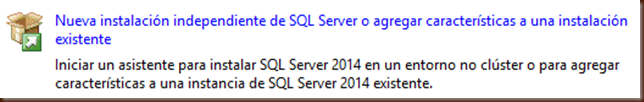 Nueva instalación independiente de SQL Server o agregar características a una instalación
existente
Iniciar un asistente para instalar SQL Server 2014 en un entorno no clúster o para agregar
características a una instancia de SQL Server 2014 existente.